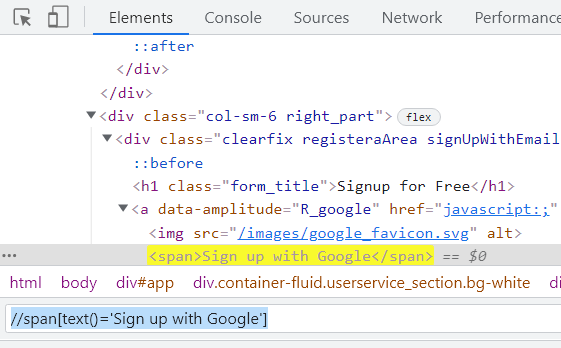 Elements Console Sources Network Performance
::after
</div>
</div>
<div class="col-sm-6 right_part"> flex
<div class="clearfix registeraArea signUpWithEmail
::before
<h1 class="form_title">Signup for Free</h1>
<a data-amplitude="R_google" href="javascript:;"
<img src="/images/google_favicon.svg" alt>
… <span>Sign up with Google</span> == $0
html body div#app div.container-fluid.userservice_section.bg-white di
//span[text()='Sign up with Google']